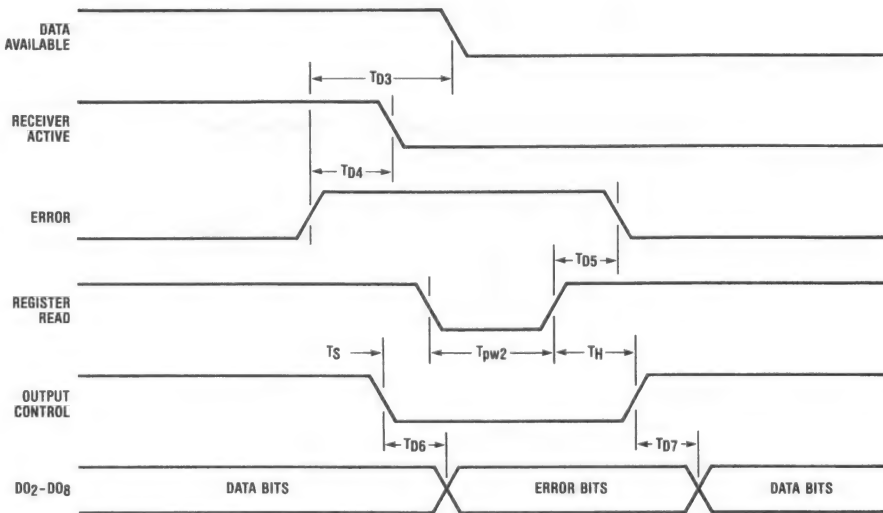 DATA
AVAILABLE
TD3
RECEIVER
ACTIVE
TD4
ERROR
TD5
REGISTER
READ
TS
Tpw2
TH
OUTPUT
CONTROL
TD6
TD7
DO2-DO8
DATA BITS
ERROR BITS
DATA BITS